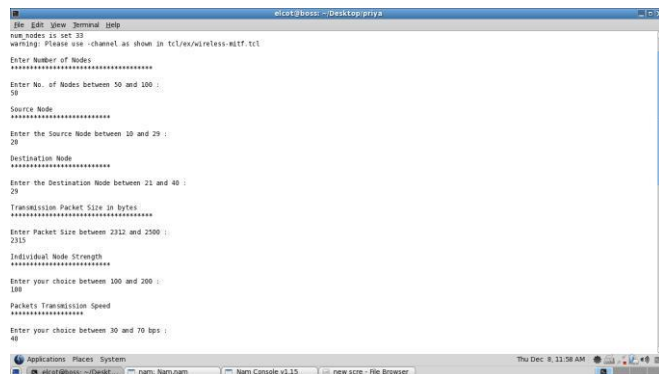 elcot@boss: ~/Desktop/priya
File Edit View Terminal Help
num_nodes is set 33
warning: Please use -channel as shown in tcl/ex/wireless-mitf.tcl
Enter Number of Nodes
*************************************
Enter No. of Nodes between 50 and 100 :
50
Source Node
**************************
Enter the Source Node between 10 and 29 :
20
Destination Node
**************************
Enter the Destination Node between 21 and 40 :
29
Transmission Packet Size in bytes
*************************************
Enter Packet Size between 2312 and 2500 :
2315
Individual Node Strength
**************************
Enter your choice between 100 and 200 :
100
Packets Transmission Speed
*******************
Enter your choice between 30 and 70 bps :
40
Applications Places System
Thu Dec 8, 11:58 AM
elcot@boss: ~/Deskt...
nam: Nam.nam
Nam Console v1.15
new scre - File Browser